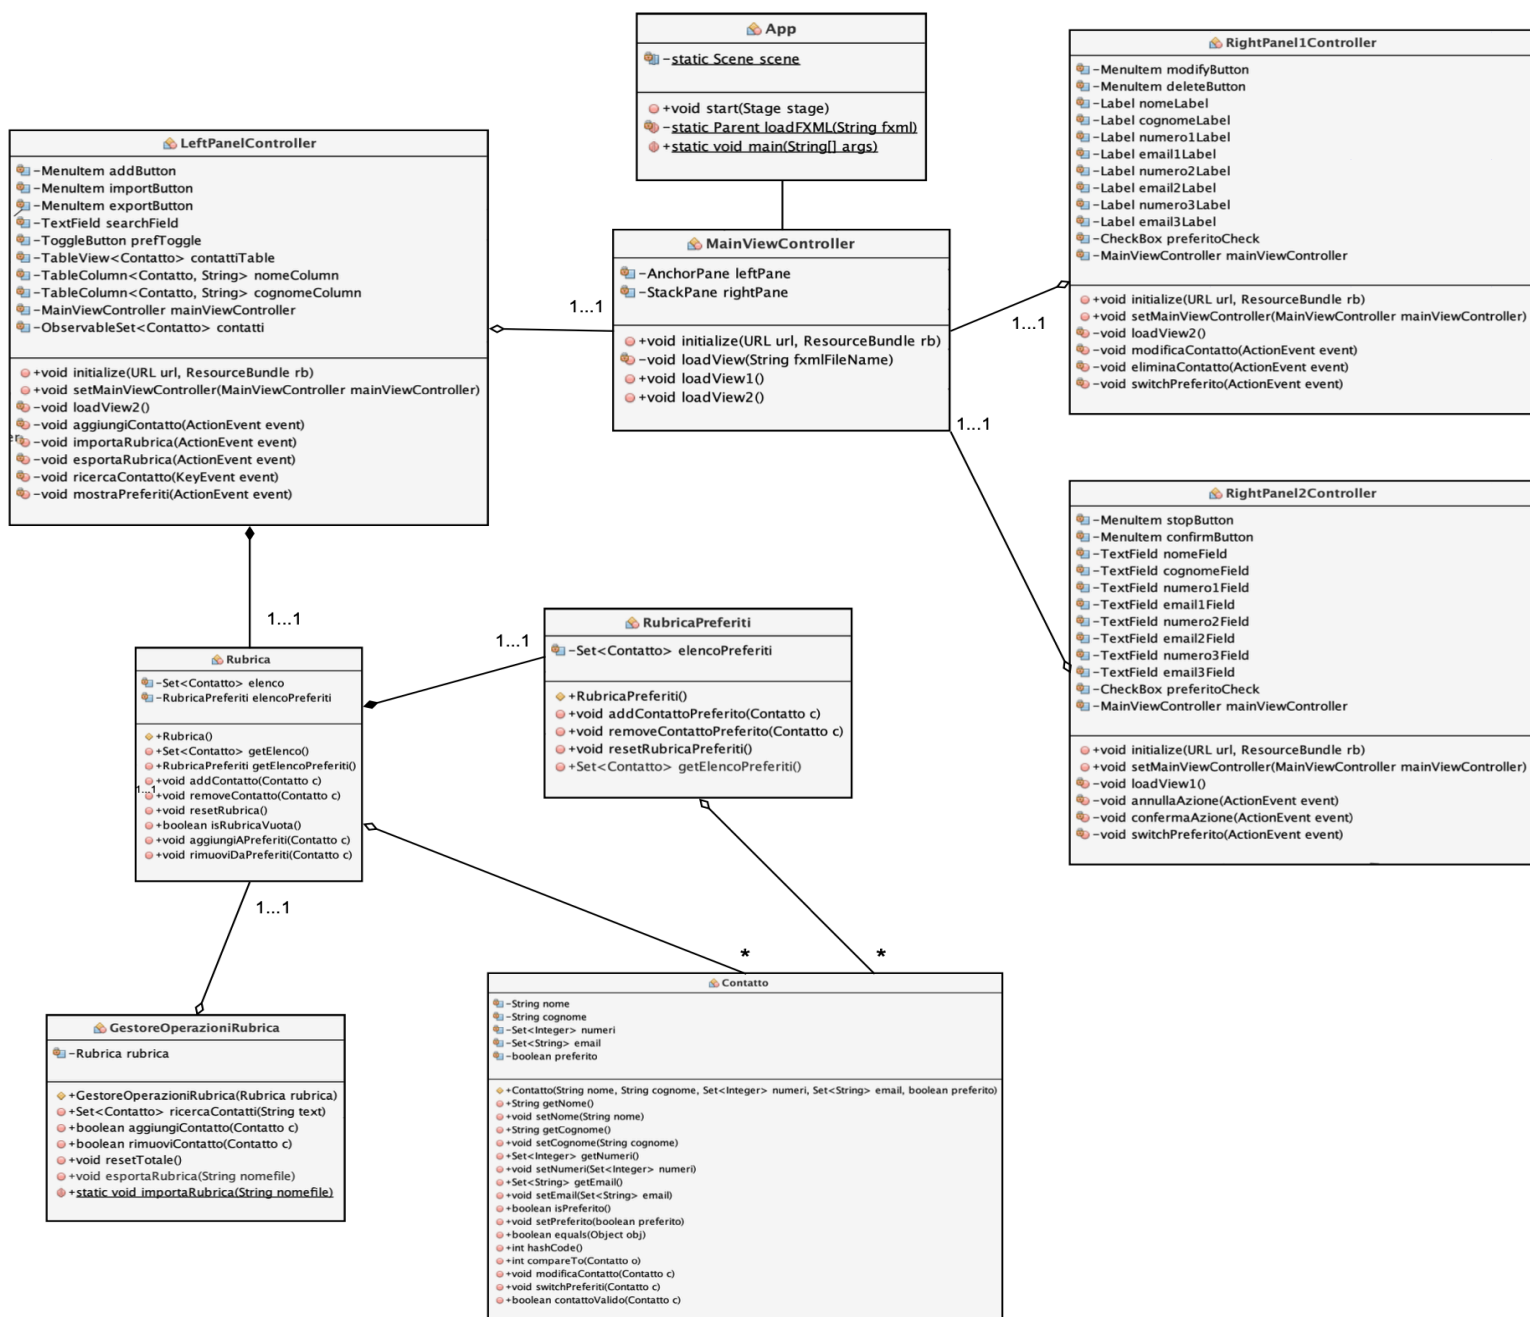 App
-static Scene scene
+void start(Stage stage)
-static Parent loadFXML(String fxml)
+static void main(String[] args)
RightPanel1Controller
-MenuItem modifyButton
-MenuItem deleteButton
-Label nomeLabel
-Label cognomeLabel
-Label numero1Label
-Label email1Label
-Label numero2Label
-Label email2Label
-Label numero3Label
-Label email3Label
-CheckBox preferitoCheck
-MainViewController mainViewController
+void initialize(URL url, ResourceBundle rb)
+void setMainViewController(MainViewController mainViewController)
-void loadView2()
-void modificaContatto(ActionEvent event)
-void eliminaContatto(ActionEvent event)
-void switchPreferito(ActionEvent event)
LeftPanelController
-MenuItem addButton
-MenuItem importButton
-MenuItem exportButton
-TextField searchField
-ToggleButton prefToggle
-TableView<Contatto> contattiTable
-TableColumn<Contatto, String> nomeColumn
-TableColumn<Contatto, String> cognomeColumn
-MainViewController mainViewController
-ObservableSet<Contatto> contatti
+void initialize(URL url, ResourceBundle rb)
+void setMainViewController(MainViewController mainViewController)
-void loadView2()
-void aggiungiContatto(ActionEvent event)
-void importaRubrica(ActionEvent event)
-void esportaRubrica(ActionEvent event)
-void ricercaContatto(KeyEvent event)
-void mostraPreferiti(ActionEvent event)
MainViewController
-AnchorPane leftPane
-StackPane rightPane
+void initialize(URL url, ResourceBundle rb)
-void loadView(String fxmlFileName)
+void loadView1()
+void loadView2()
1...1
1...1
1...1
RightPanel2Controller
-MenuItem stopButton
-MenuItem confirmButton
-TextField nomeField
-TextField cognomeField
-TextField numero1Field
-TextField email1Field
-TextField numero2Field
-TextField email2Field
-TextField numero3Field
-TextField email3Field
-CheckBox preferitoCheck
-MainViewController mainViewController
+void initialize(URL url, ResourceBundle rb)
+void setMainViewController(MainViewController mainViewController)
-void loadView1()
-void annullaAzione(ActionEvent event)
-void confermaAzione(ActionEvent event)
-void switchPreferito(ActionEvent event)
1...1
1...1
Rubrica
-Set<Contatto> elenco
-RubricaPreferiti elencoPreferiti
+Rubrica()
+Set<Contatto> getElenco()
+RubricaPreferiti getElencoPreferiti()
+void addContatto(Contatto c)
1...1
+void removeContatto(Contatto c)
+void resetRubrica()
+boolean isRubricaVuota()
+void aggiungiAPreferiti(Contatto c)
+void rimuoviDaPreferiti(Contatto c)
RubricaPreferiti
-Set<Contatto> elencoPreferiti
+RubricaPreferiti()
+void addContattoPreferito(Contatto c)
+void removeContattoPreferito(Contatto c)
+void resetRubricaPreferiti()
+Set<Contatto> getElencoPreferiti()
1...1
*
*
GestoreOperazioniRubrica
-Rubrica rubrica
+GestoreOperazioniRubrica(Rubrica rubrica)
+Set<Contatto> ricercaContatti(String text)
+boolean aggiungiContatto(Contatto c)
+boolean rimuoviContatto(Contatto c)
+void resetTotale()
+void esportaRubrica(String nomefile)
+static void importaRubrica(String nomefile)
Contatto
-String nome
-String cognome
-Set<Integer> numeri
-Set<String> email
-boolean preferito
+Contatto(String nome, String cognome, Set<Integer> numeri, Set<String> email, boolean preferito)
+String getNome()
+void setNome(String nome)
+String getCognome()
+void setCognome(String cognome)
+Set<Integer> getNumeri()
+void setNumeri(Set<Integer> numeri)
+Set<String> getEmail()
+void setEmail(Set<String> email)
+boolean isPreferito()
+void setPreferito(boolean preferito)
+boolean equals(Object obj)
+int hashCode()
+int compareTo(Contatto o)
+void modificaContatto(Contatto c)
+void switchPreferiti(Contatto c)
+boolean contattoValido(Contatto c)